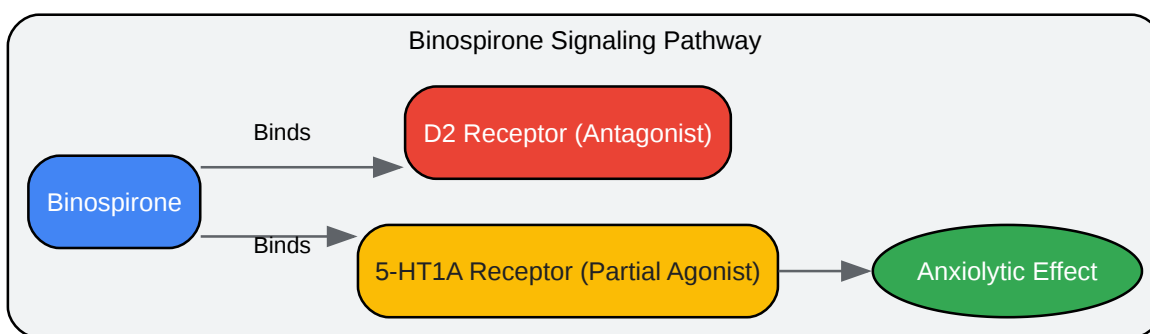 Binospirone Signaling Pathway
Binds
D2 Receptor (Antagonist)
Binospirone
Binds
5-HT1A Receptor (Partial Agonist)
Anxiolytic Effect